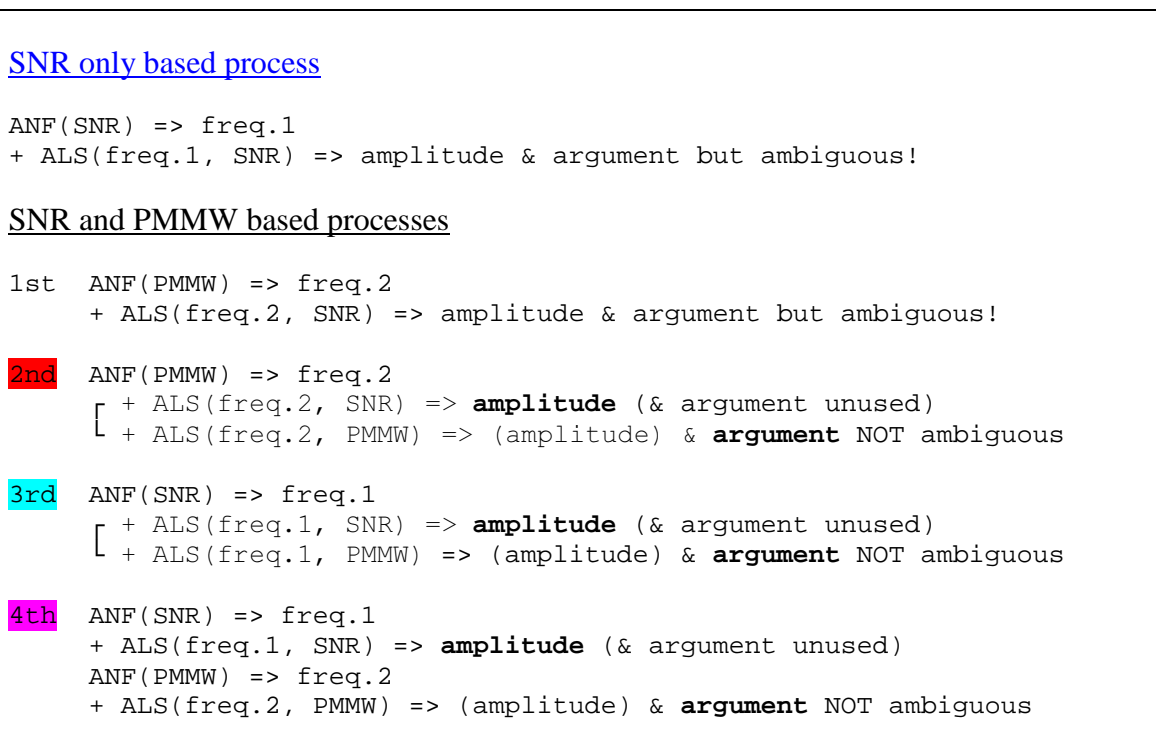 SNR only based process
ANF(SNR) => freq.1
+ ALS(freq.1, SNR) => amplitude & argument but ambiguous!
SNR and PMMW based processes
1st ANF(PMMW) => freq.2
+ ALS(freq.2, SNR) => amplitude & argument but ambiguous!
2nd ANF(PMMW) => freq.2
+ ALS(freq.2, SNR) => amplitude (& argument unused)
+ ALS(freq.2, PMMW) => (amplitude) & argument NOT ambiguous
3rd ANF(SNR) => freq.1
+ ALS(freq.1, SNR) => amplitude (& argument unused)
+ ALS(freq.1, PMMW) => (amplitude) & argument NOT ambiguous
4th ANF(SNR) => freq.1
+ ALS(freq.1, SNR) => amplitude (& argument unused)
ANF(PMMW) => freq.2
+ ALS(freq.2, PMMW) => (amplitude) & argument NOT ambiguous